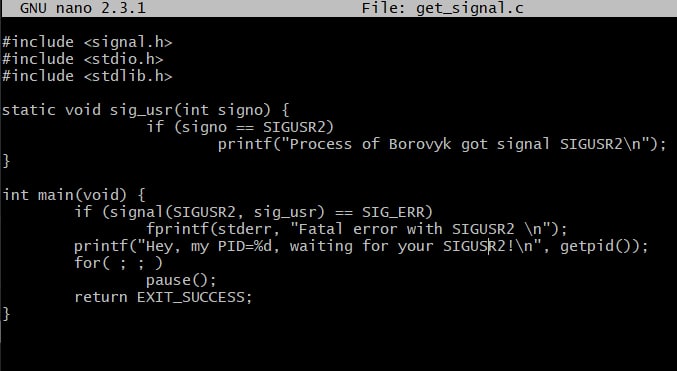 GNU nano 2.3.1 File: get_signal.c
#include <signal.h>
#include <stdio.h>
#include <stdlib.h>
static void sig_usr(int signo) {
if (signo == SIGUSR2)
printf("Process of Borovyk got signal SIGUSR2\n");
}
int main(void) {
if (signal(SIGUSR2, sig_usr) == SIG_ERR)
fprintf(stderr, "Fatal error with SIGUSR2 \n");
printf("Hey, my PID=%d, waiting for your SIGUSR2!\n", getpid());
for( ; ; )
pause();
return EXIT_SUCCESS;
}